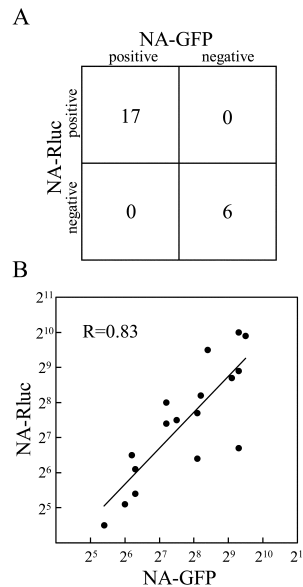 A
NA-GFP
positive negative
NA-Rluc
positive
17 0
negative
0 6
B
R=0.83
NA-Rluc
2¹¹
2¹⁰
2⁹
2⁸
2⁷
2⁶
2⁵
2⁵ 2⁶ 2⁷ 2⁸ 2⁹ 2¹⁰ 2¹
NA-GFP